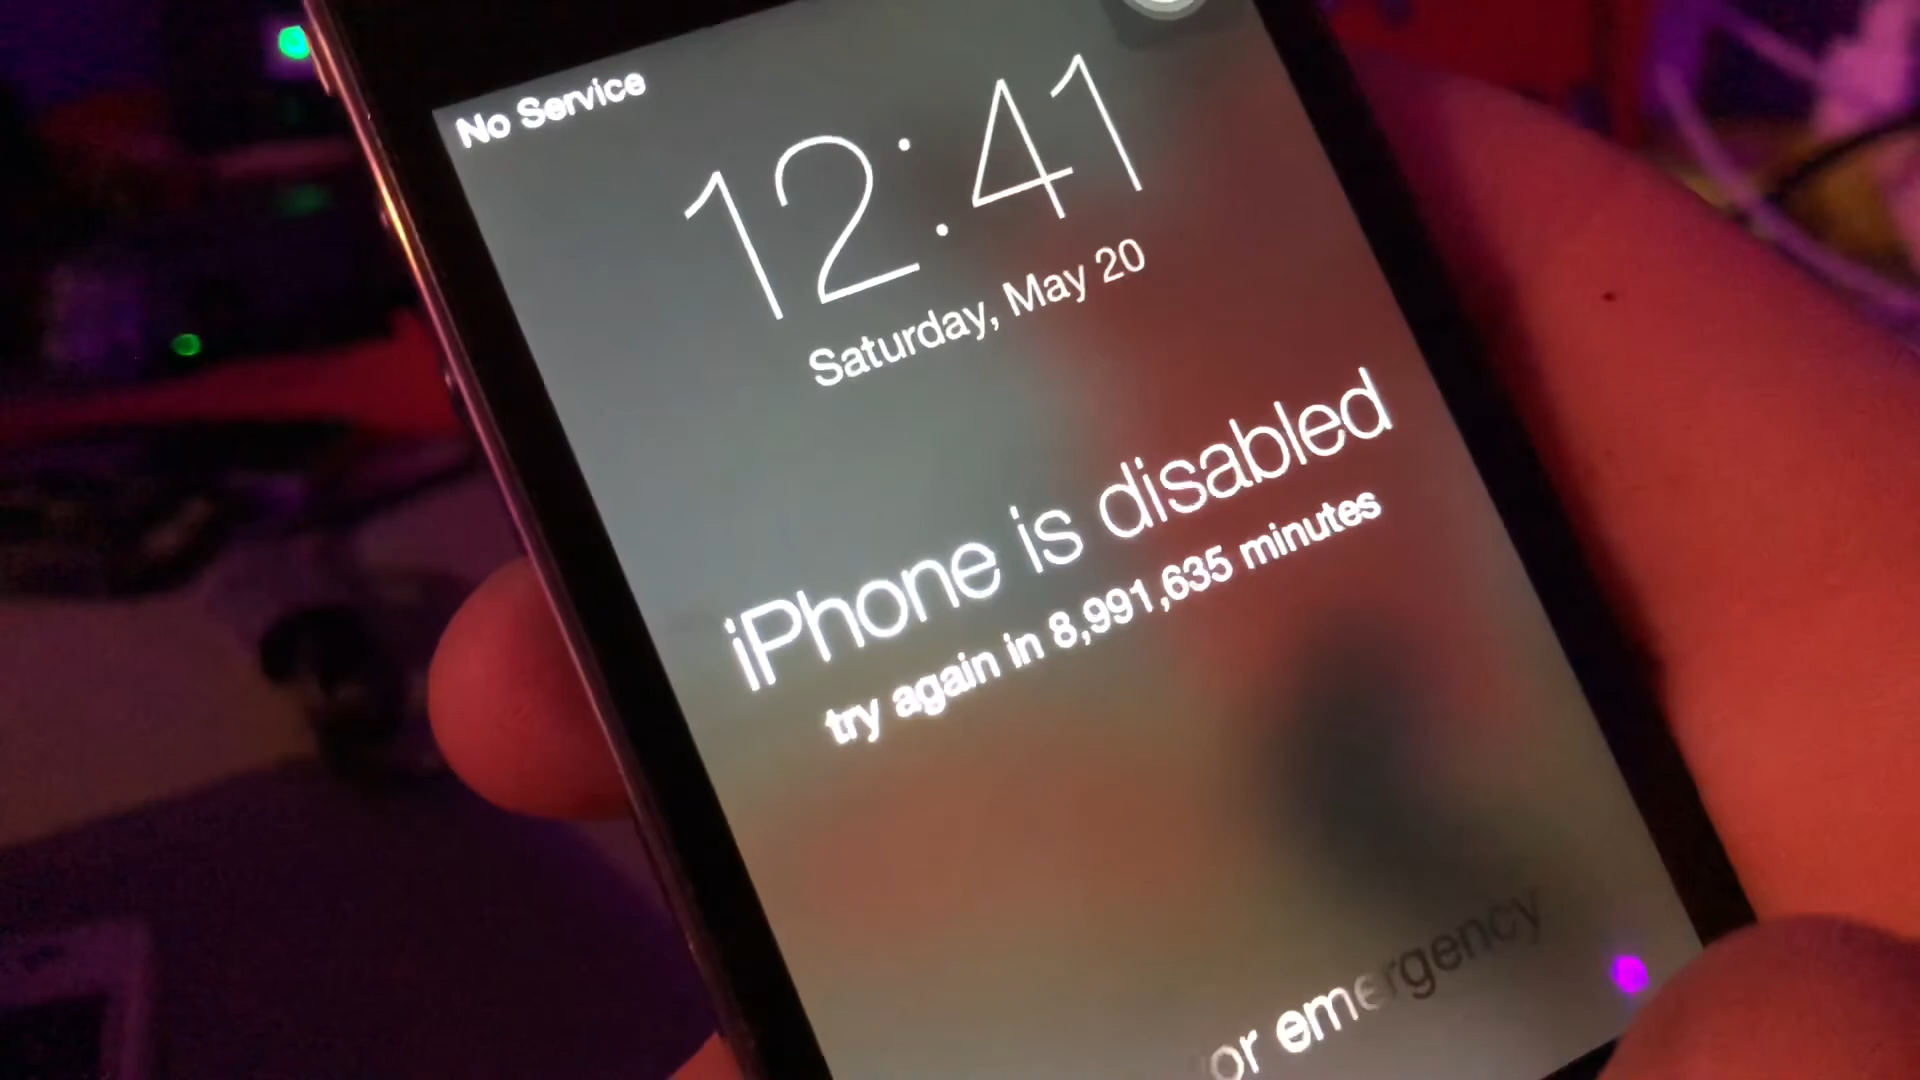 No Service
12:41
Saturday, May 20
iPhone is disabled
try again in 8,991,635 minutes
or emergency